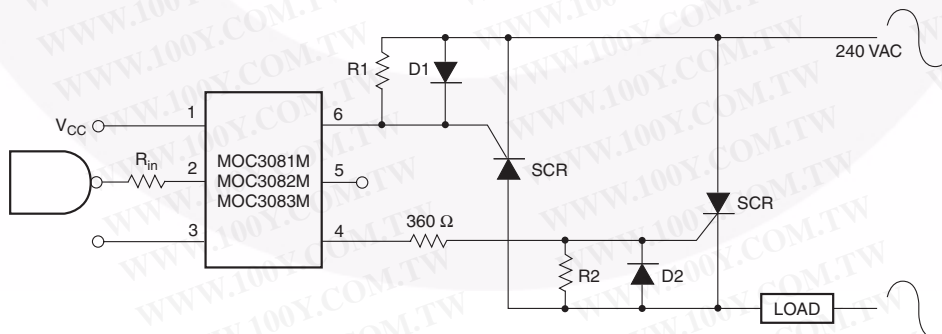 WWW.100Y.COM.TW
R1
D1
240 VAC
VCC
1
6
Rin
2
MOC3081M
MOC3082M
MOC3083M
5
SCR
SCR
3
4
360 Ω
R2
D2
LOAD